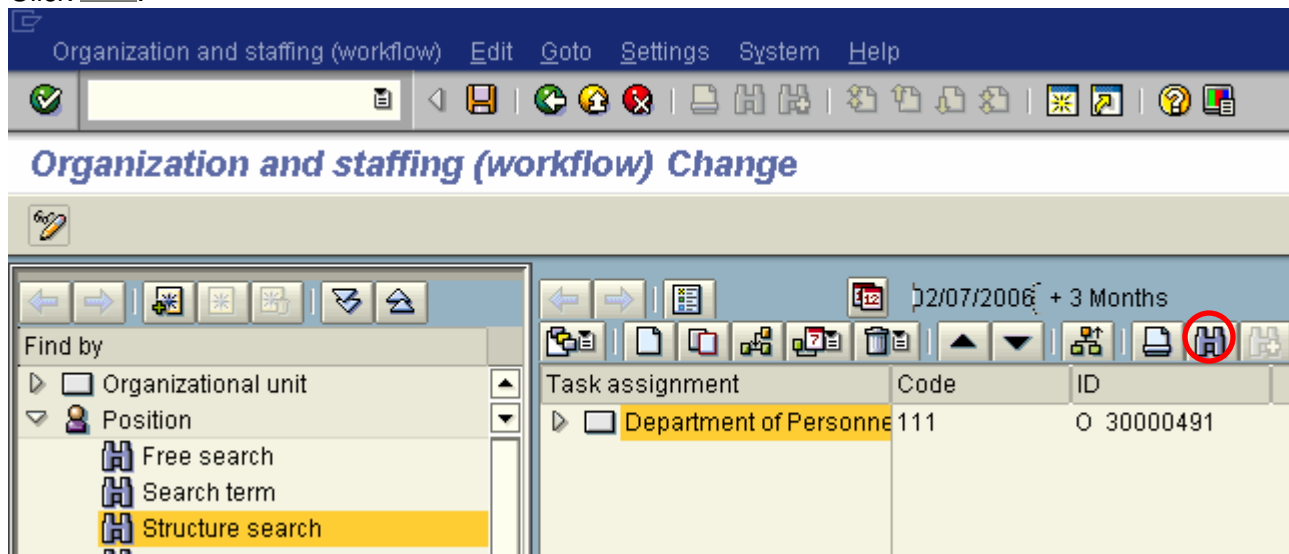 Organization and staffing (workflow) Edit Goto Settings System Help
Organization and staffing (workflow) Change
02/07/2006 + 3 Months
Find by
Task assignment Code ID
Organizational unit
Position
Department of Personne 111 O 30000491
Free search
Search term
Structure search